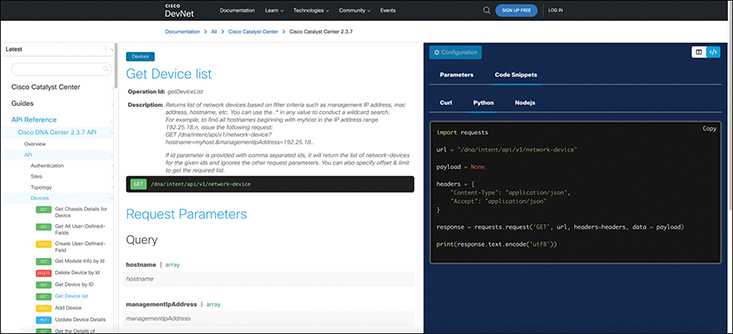 CISCO
DevNet
Documentation
Learn
Technologies
Community
Events
SIGN UP FREE
LOG IN
Documentation > All > Cisco Catalyst Center > Cisco Catalyst Center 2.3.7
Latest
Cisco Catalyst Center
Guides
API Reference
Cisco DNA Center 2.3.7 API
Overview
API
Authentication
Sites
Topology
Devices
GET Get Chassis Details for
Device
GET Get All User-Defined-
Fields
POST Create User-Defined-
Field
GET Get Module Info by Id
DELETE Delete Device by Id
GET Get Device by ID
GET Get Device list
POST Add Device
PUT Update Device Details
GET Get the Details of
Devices
Get Device list
Operation Id: getDeviceList
Description: Returns list of network devices based on filter criteria such as management IP address, mac
address, hostname, etc. You can use the .* in any value to conduct a wildcard search.
For example, to find all hostnames beginning with myhost in the IP address range
192.25.18.n, issue the following request:
GET /dna/intent/api/v1/network-device?
hostname=myhost.&managementIpAddress=192.25.18..
If id parameter is provided with comma separated ids, it will return the list of network-devices
for the given ids and ignores the other request parameters. You can also specify offset & limit
to get the required list.
GET /dna/intent/api/v1/network-device
Request Parameters
Query
hostname | array
hostname
managementIpAddress | array
managementIpAddress
Configuration
Parameters
Code Snippets
Curl
Python
Nodejs
Copy
import requests
url = "/dna/intent/api/v1/network-device"
payload = None
headers = {
"Content-Type": "application/json",
"Accept": "application/json"
}
response = requests.request('GET', url, headers=headers, data = payload)
print(response.text.encode('utf8'))